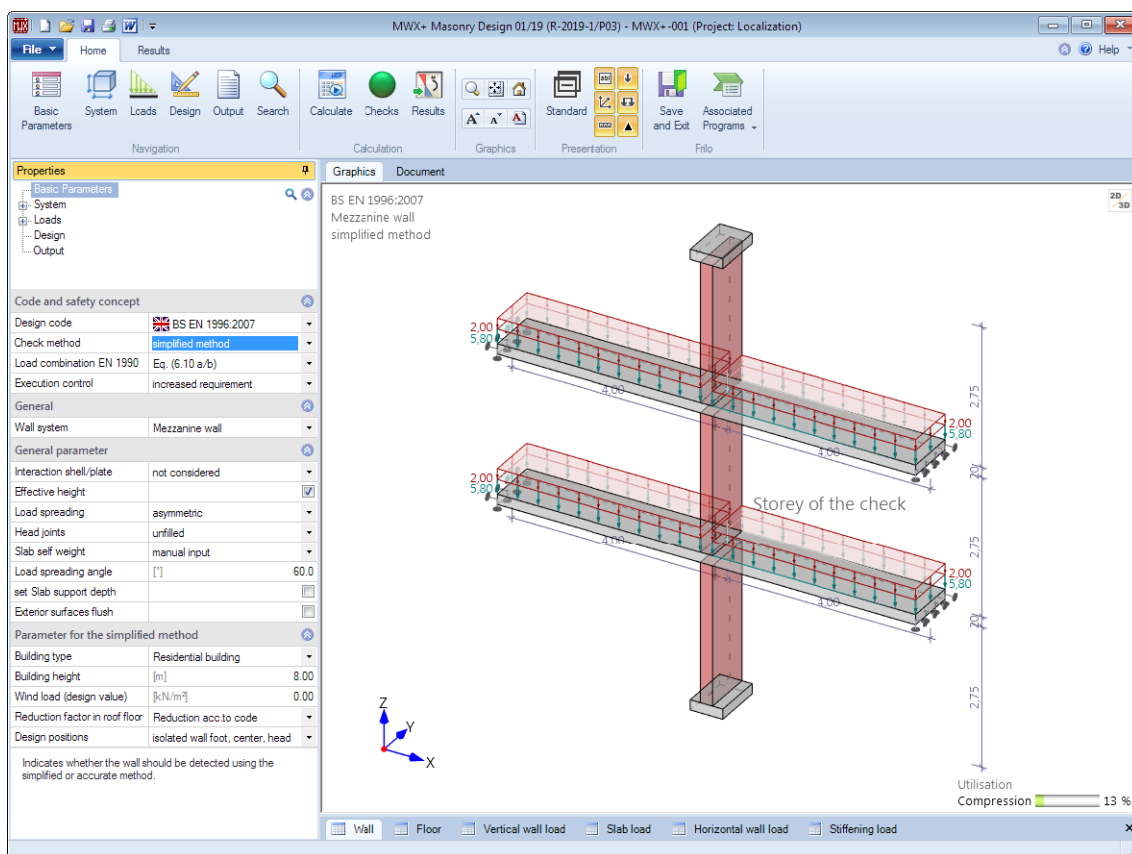 MWX+ Masonry Design 01/19 (R-2019-1/P03) - MWX+-001 (Project: Localization)
File Home Results Help
Basic Parameters System Loads Design Output Search Calculate Checks Results Standard Save and Exit Associated Programs
Navigation Calculation Graphics Presentation Frilo
Properties
Basic Parameters
System
Loads
Design
Output
Code and safety concept
Design code BS EN 1996:2007
Check method simplified method
Load combination EN 1990 Eq. (6.10 a/b)
Execution control increased requirement
General
Wall system Mezzanine wall
General parameter
Interaction shell/plate not considered
Effective height
Load spreading asymmetric
Head joints unfilled
Slab self weight manual input
Load spreading angle [°] 60.0
set Slab support depth
Exterior surfaces flush
Parameter for the simplified method
Building type Residential building
Building height [m] 8.00
Wind load (design value) [kN/m²] 0.00
Reduction factor in roof floor Reduction acc.to code
Design positions isolated wall foot, center, head
Indicates whether the wall should be detected using the
simplified or accurate method.
Graphics Document
BS EN 1996:2007
Mezzanine wall
simplified method
2D/3D
2,00
5,80
4,00
4,00
2,00
5,80
2,75
20
2,00
5,80
4,00
4,00
Storey of the check
2,00
5,80
2,75
20
2,75
Z
Y
X
Utilisation
Compression 13 %
Wall Floor Vertical wall load Slab load Horizontal wall load Stiffening load